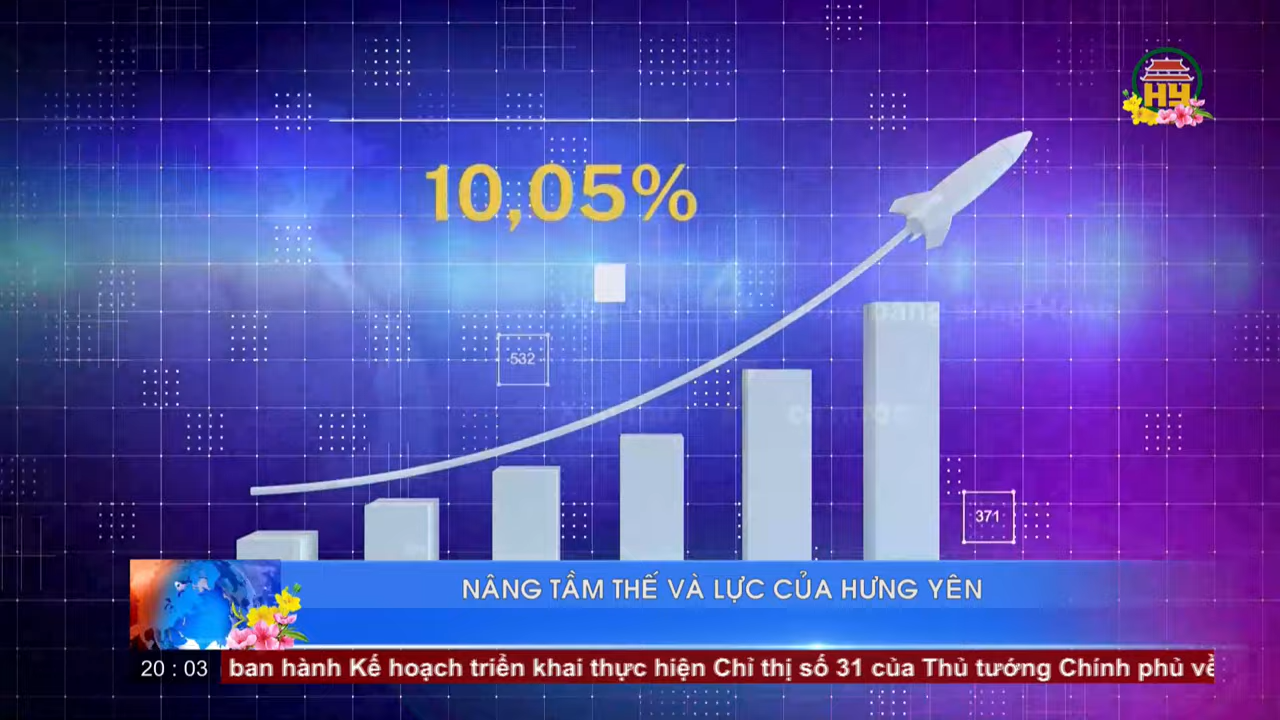 HY
10,05%
532
371
NÂNG TẦM THẾ VÀ LỰC CỦA HƯNG YÊN
20 : 03
ban hành Kế hoạch triển khai thực hiện Chỉ thị số 31 của Thủ tướng Chính phủ về